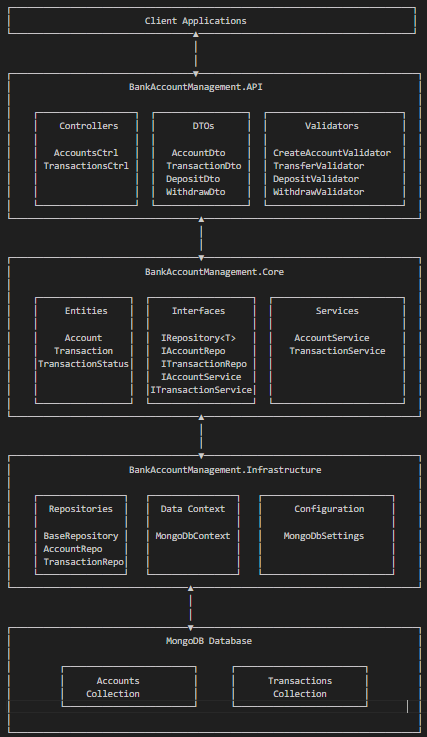 Client Applications
BankAccountManagement.API
Controllers DTOs Validators
AccountsCtrl AccountDto CreateAccountValidator
TransactionsCtrl TransactionDto TransferValidator
DepositDto DepositValidator
WithdrawDto WithdrawValidator
BankAccountManagement.Core
Entities Interfaces Services
Account IRepository<T> AccountService
Transaction IAccountRepo TransactionService
TransactionStatus ITransactionRepo
IAccountService
ITransactionService
BankAccountManagement.Infrastructure
Repositories Data Context Configuration
BaseRepository MongoDbContext MongoDbSettings
AccountRepo
TransactionRepo
MongoDB Database
Accounts Transactions
Collection Collection